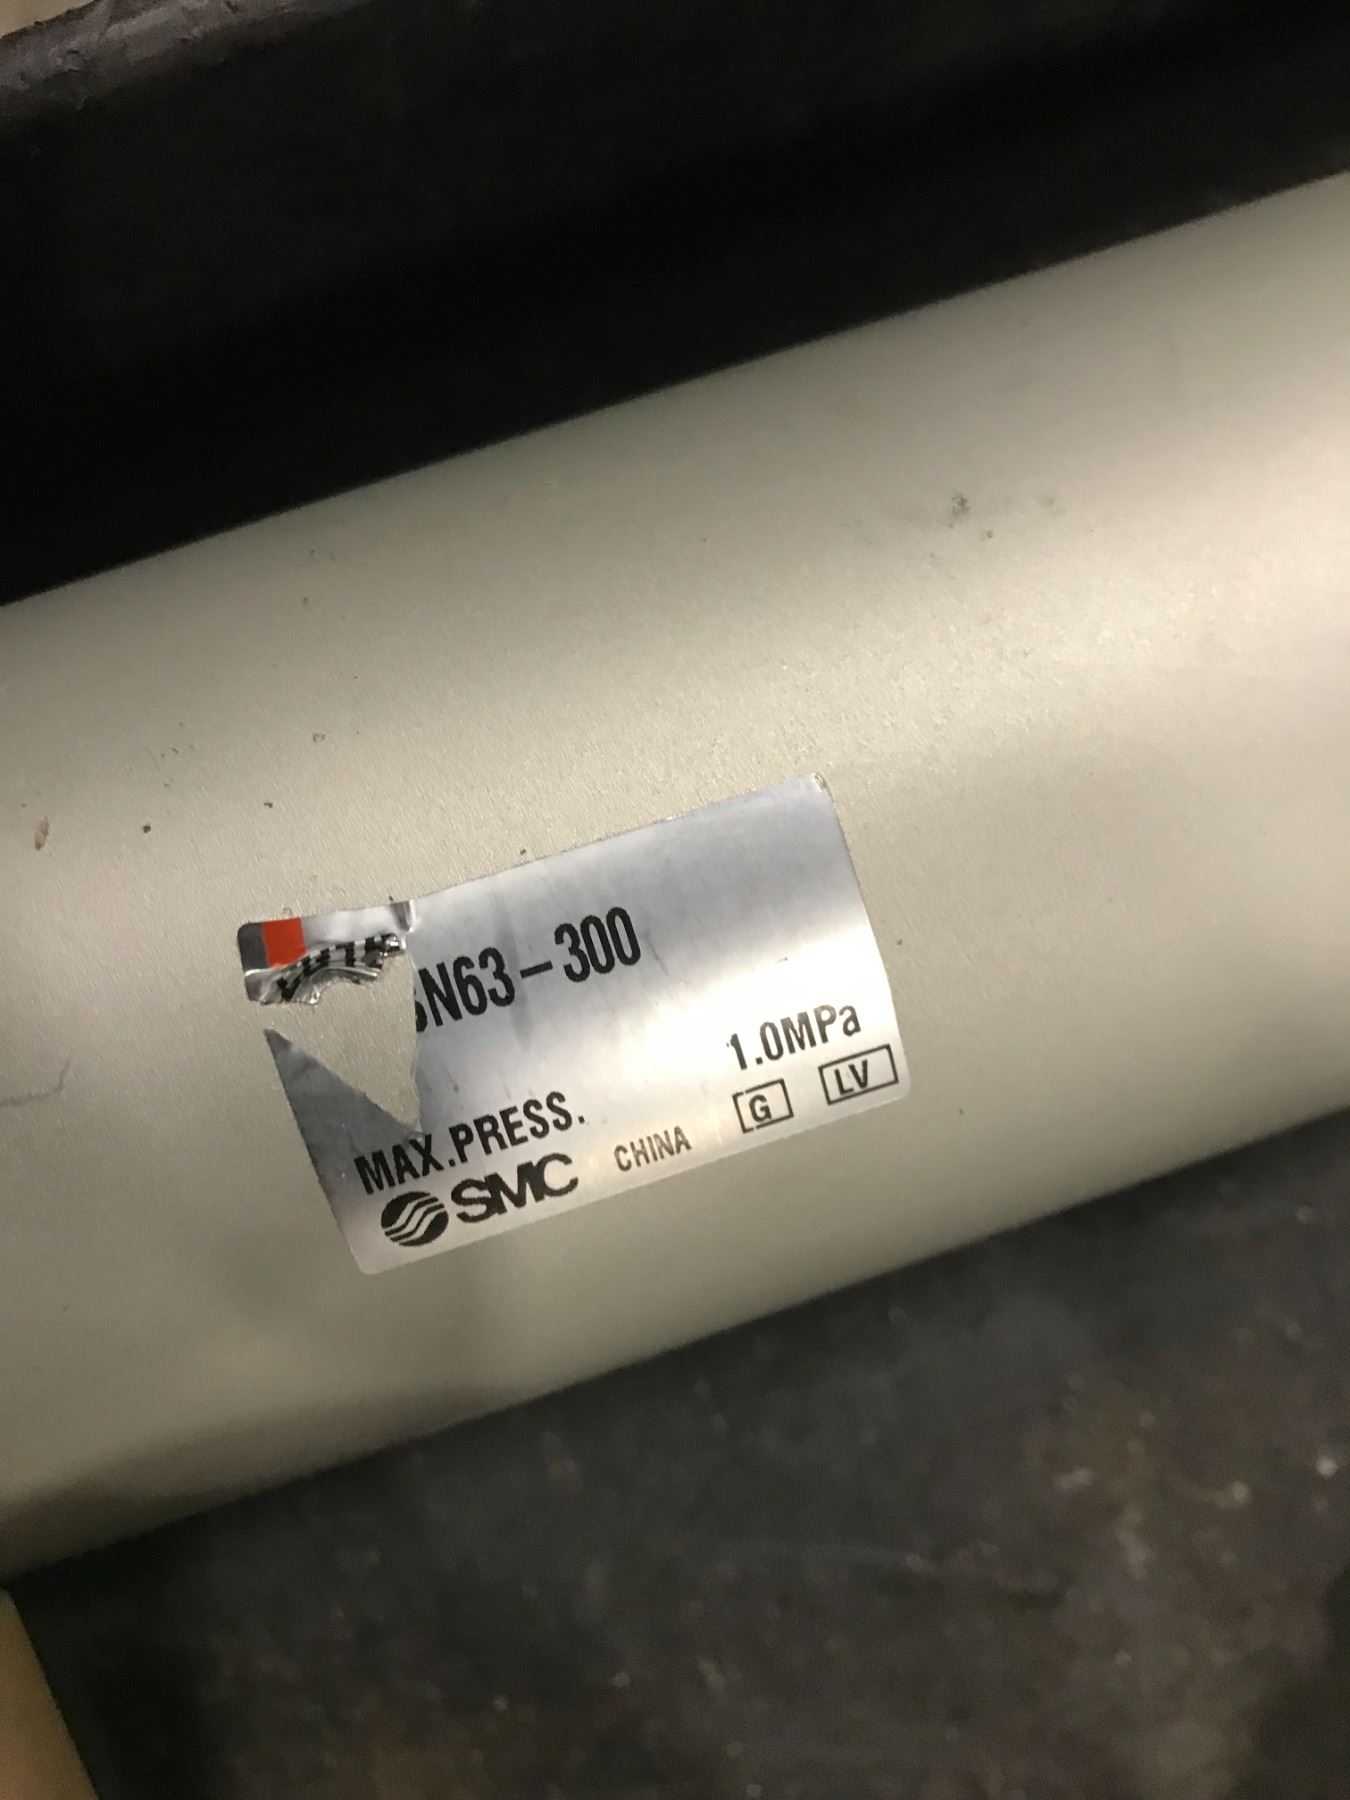 N63-300
MAX.PRESS. 1.0MPa
SMC CHINA G LV